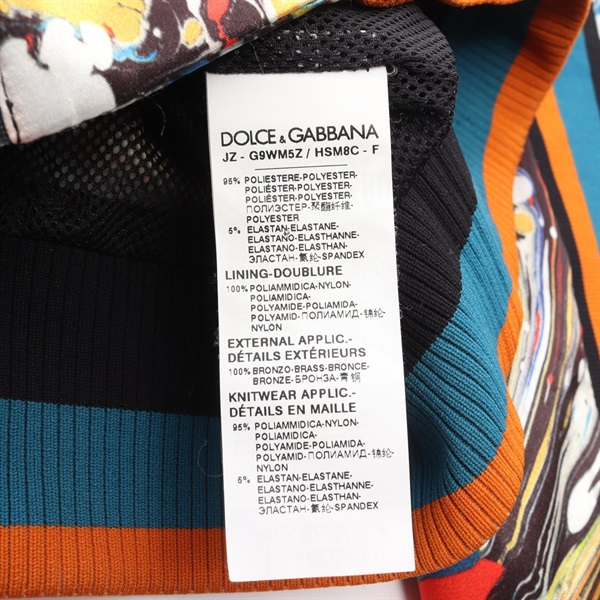 DOLCE & GABBANA
JZ - G9WM5Z / HSM8C - F
95% POLIESTERE-POLYESTER-
POLIÉSTER-POLYESTER-
POLIÉSTER-POLYESTER-
ПОЛИЭСТЕР-聚酯纤维-
POLYESTER
5% ELASTAN-ELASTANE-
ELASTANO-ELASTHANNE-
ELASTANO-ELASTHAN-
ЭЛАСТАН-氨纶-SPANDEX
LINING-DOUBLURE
100% POLIAMMIDICA-NYLON-
POLIAMIDICA-
POLYAMIDE-POLIAMIDA-
POLYAMID-ПОЛИАМИД-锦纶-
NYLON
EXTERNAL APPLIC.-
DÉTAILS EXTÉRIEURS
100% BRONZO-BRASS-BRONCE-
BRONZE-БРОНЗА-青铜
KNITWEAR APPLIC.-
DÉTAILS EN MAILLE
95% POLIAMMIDICA-NYLON-
POLIAMIDICA-
POLYAMIDE-POLIAMIDA-
POLYAMID-ПОЛИАМИД-锦纶-
NYLON
5% ELASTAN-ELASTANE-
ELASTANO-ELASTHANNE-
ELASTANO-ELASTHAN-
ЭЛАСТАН-氨纶-SPANDEX